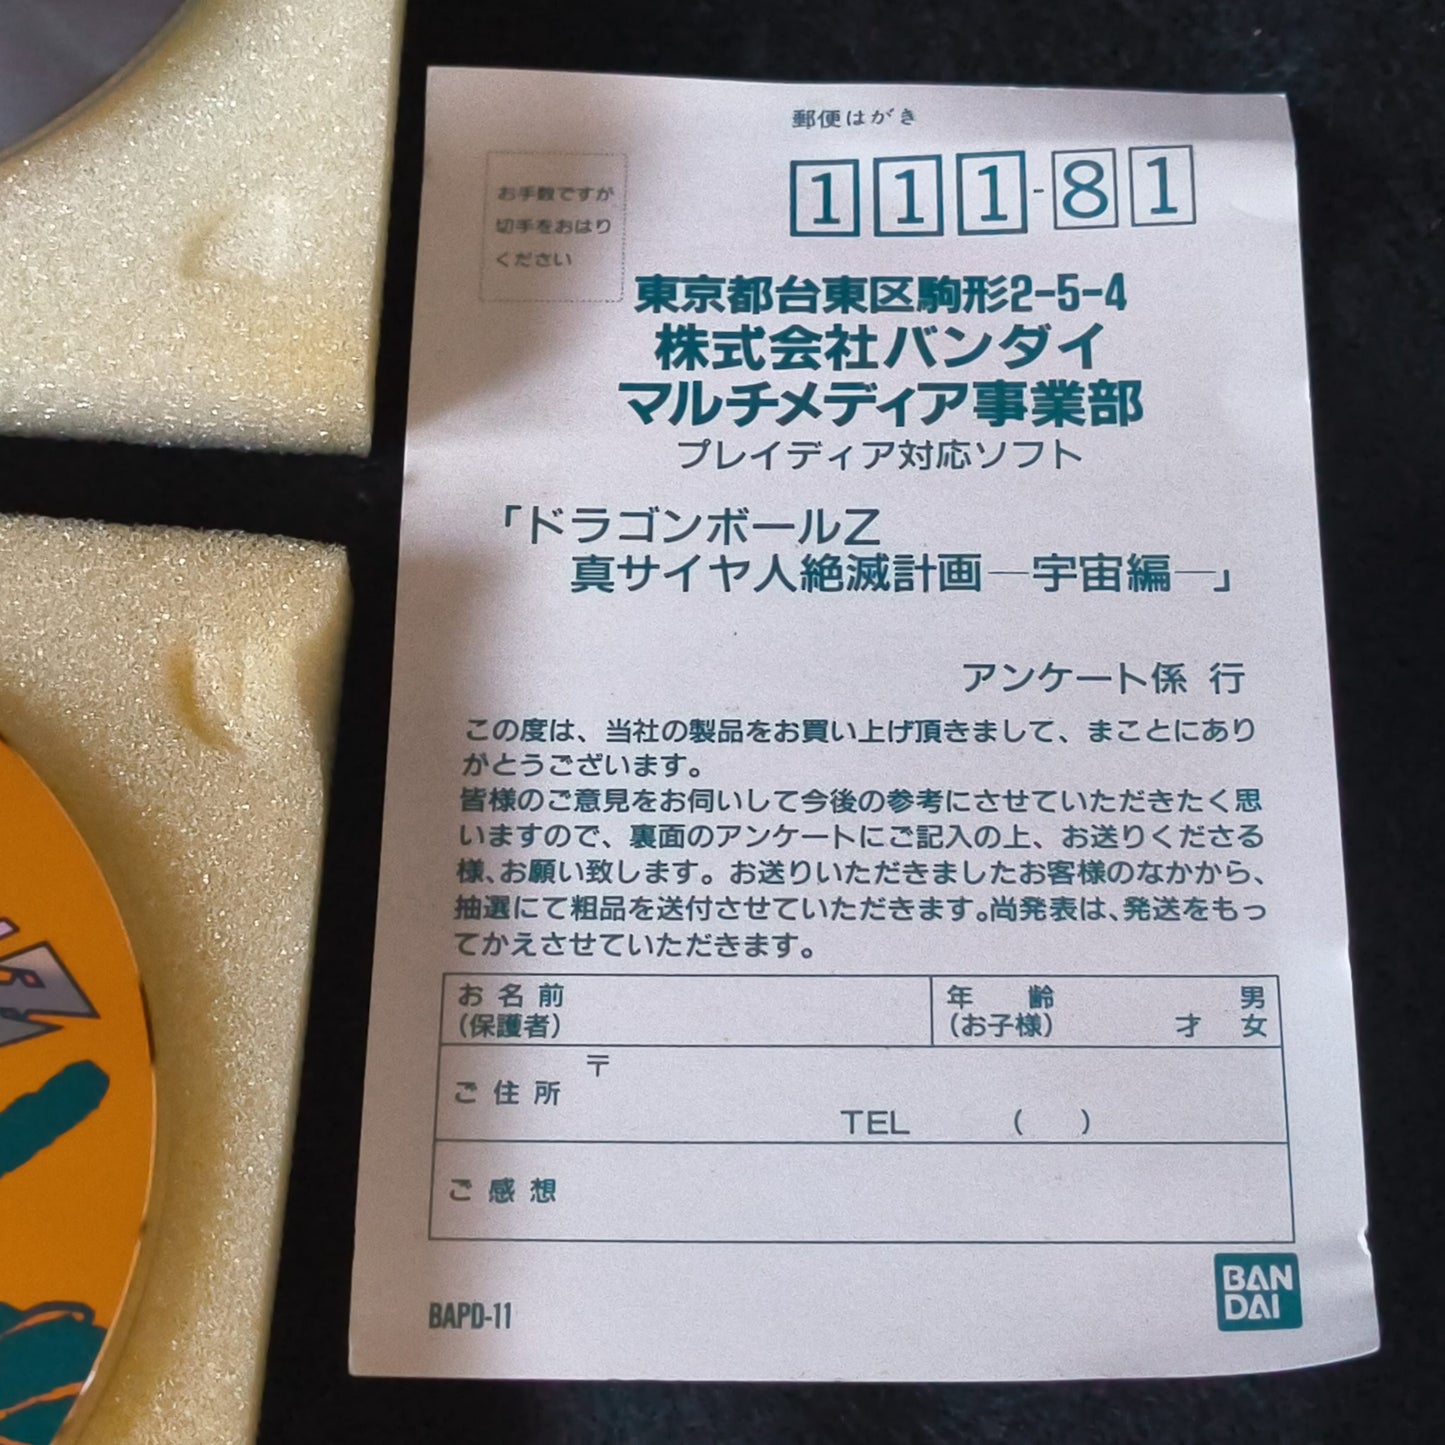 郵便はがき
お手数ですが
切手をおはり
ください
111-81
東京都台東区駒形2-5-4
株式会社バンダイ
マルチメディア事業部
プレイディア対応ソフト
「ドラゴンボールZ
真サイヤ人絶滅計画―宇宙編―」
アンケート係 行
この度は、当社の製品をお買い上げ頂きまして、まことにあり
がとうございます。
皆様のご意見をお伺いして今後の参考にさせていただきたく思
いますので、裏面のアンケートにご記入の上、お送りくださる
様、お願い致します。お送りいただきましたお客様のなかから、
抽選にて粗品を送付させていただきます。尚発表は、発送をもっ
てかえさせていただきます。
お名前 年 齢 男
(保護者) (お子様) 才 女
〒
ご住所
TEL ( )
ご感想
BAN
DAI
BAPD-11